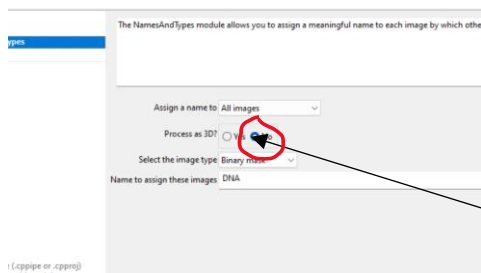 The NamesAndTypes module allows you to assign a meaningful name to each image by which othe
ypes
Assign a name to All images
Process as 3D? Yes No
Select the image type Binary mask
Name to assign these images DNA
(.cppipe or .cpproj)